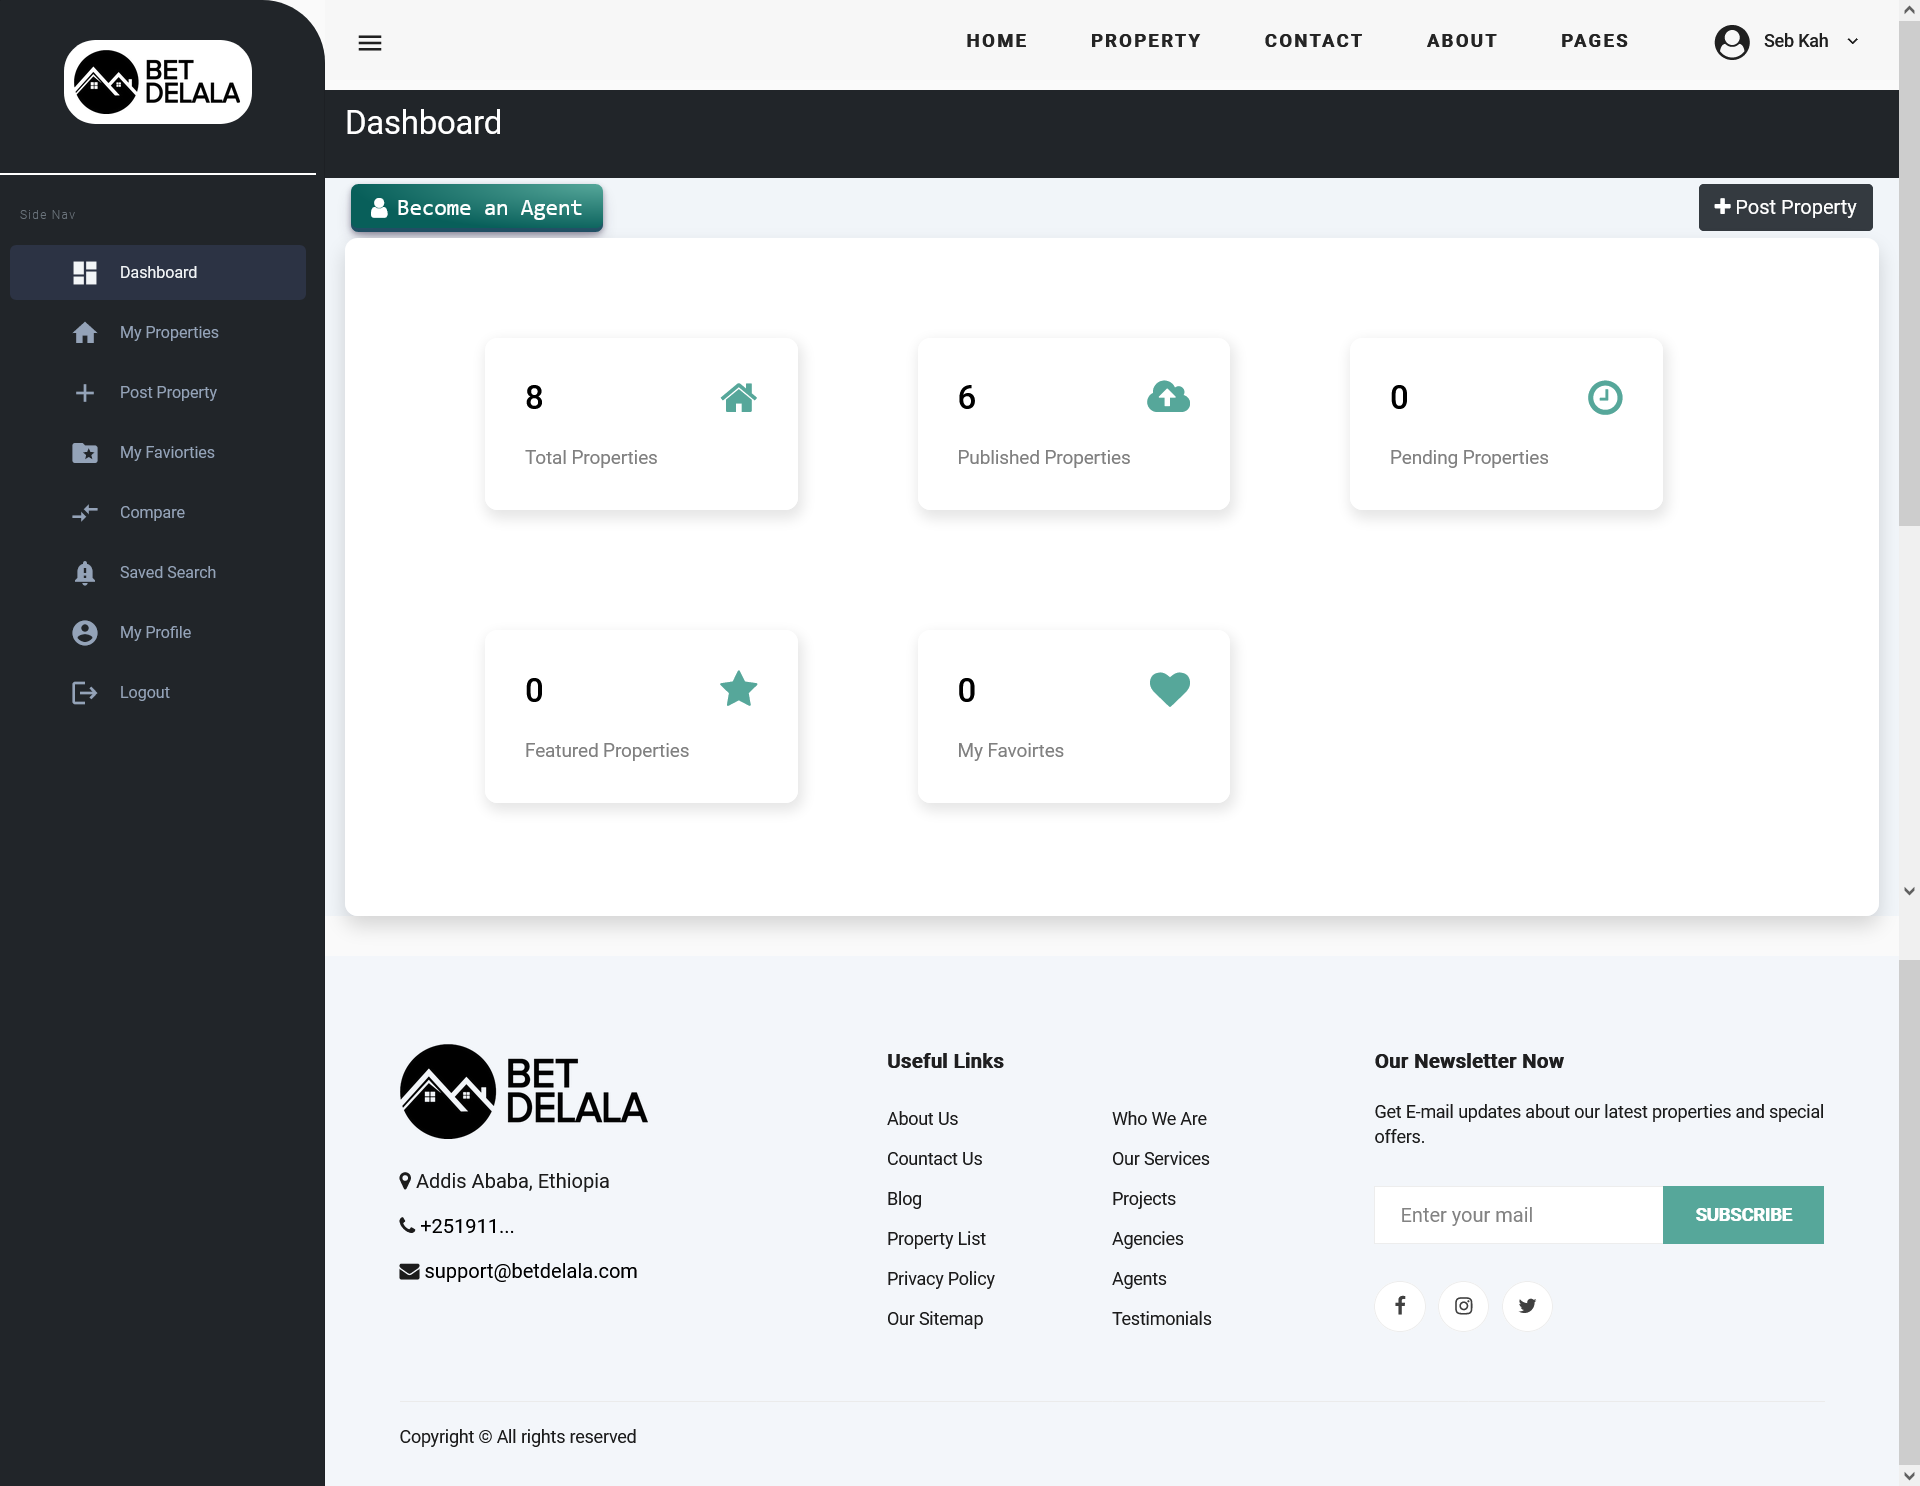 BET
DELALA
HOME PROPERTY CONTACT ABOUT PAGES
Seb Kah
Dashboard
Side Nav
Dashboard
My Properties
Post Property
My Faviorties
Compare
Saved Search
My Profile
Logout
Become an Agent
Post Property
8
Total Properties
6
Published Properties
0
Pending Properties
0
Featured Properties
0
My Favoirtes
BET
DELALA
Addis Ababa, Ethiopia
+251911...
support@betdelala.com
Useful Links
About Us
Countact Us
Blog
Property List
Privacy Policy
Our Sitemap
Who We Are
Our Services
Projects
Agencies
Agents
Testimonials
Our Newsletter Now
Get E-mail updates about our latest properties and special
offers.
Enter your mail
SUBSCRIBE
Copyright © All rights reserved